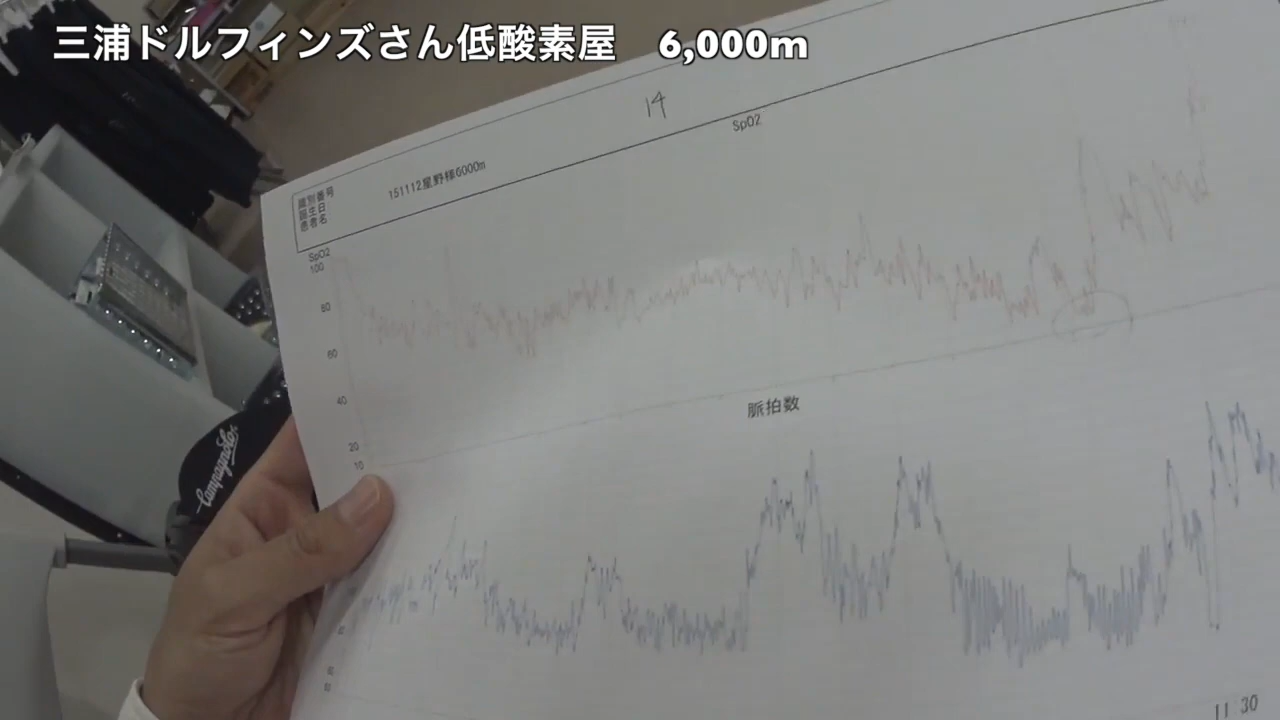 三浦ドルフィンズさん低酸素屋　6,000m
14
SpO2
151112星野様6000m
識別番号
誕生日
患者名
SpO2
100
80
60
40
20
10
脈拍数
Campagnolo
11 30